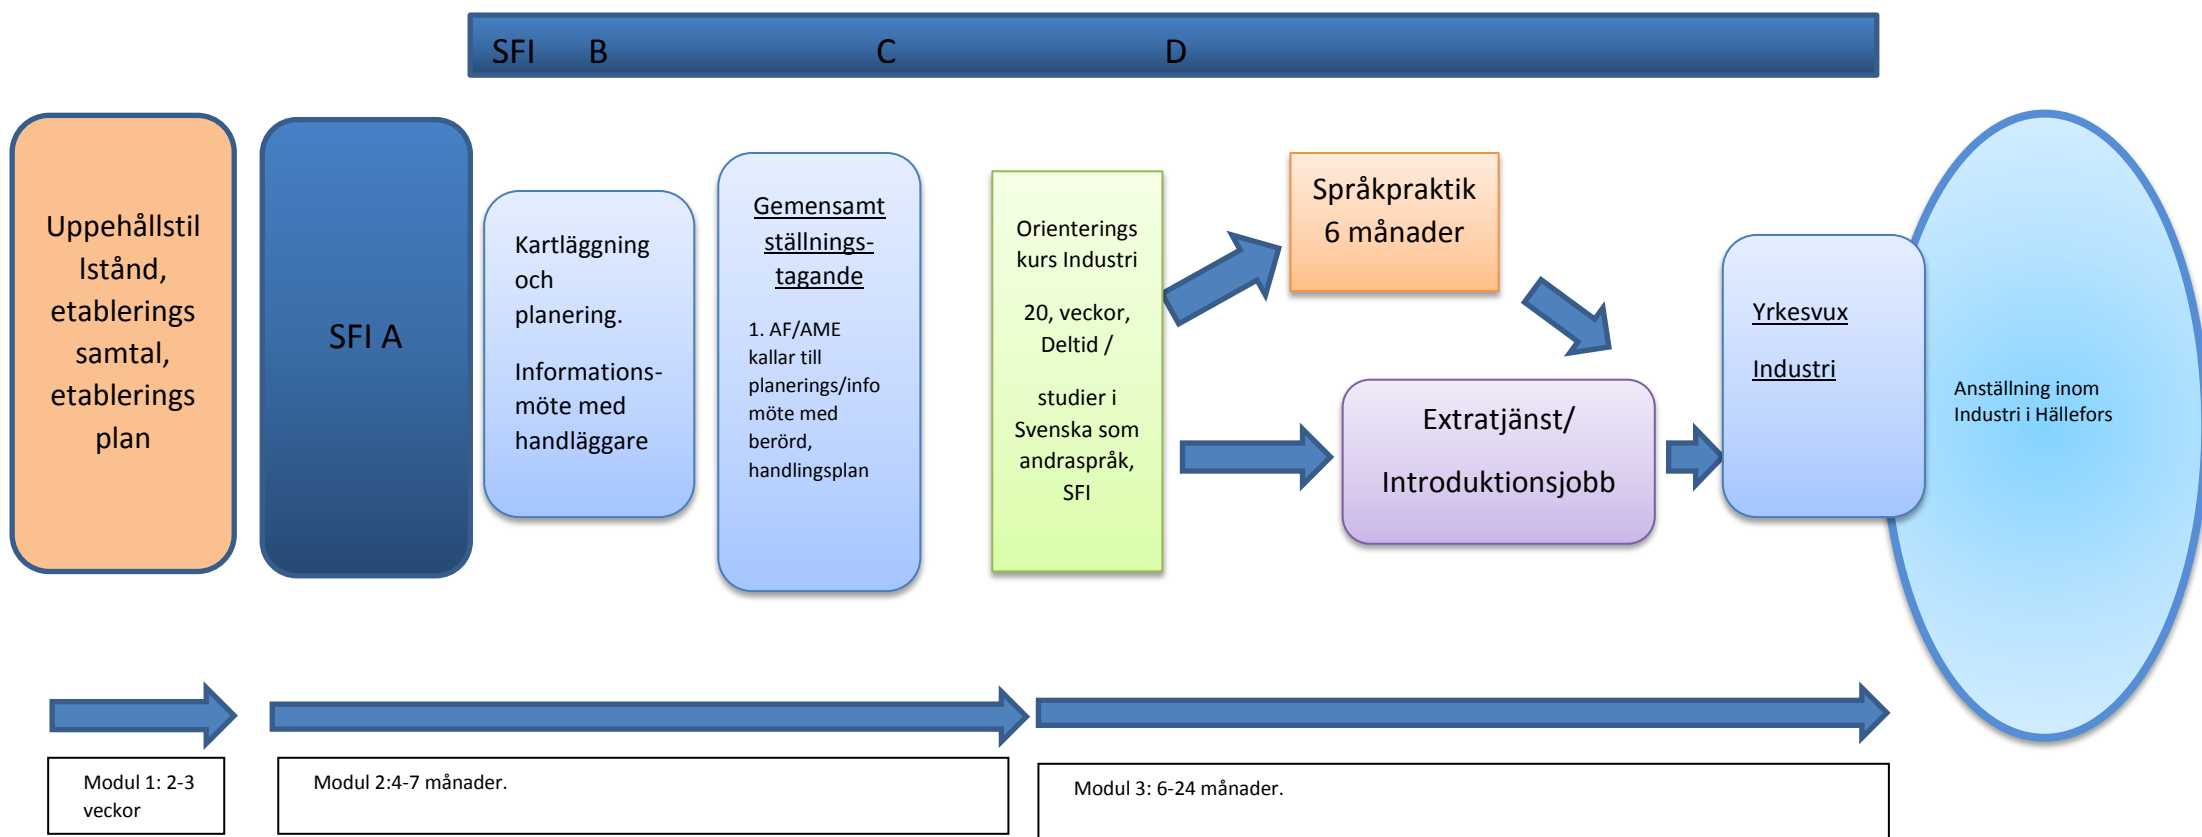 SFI B C D
Uppehållstil
lstånd,
etablerings
samtal,
etablerings
plan
SFI A
Kartläggning
och
planering.
Informations-
möte med
handläggare
Gemensamt
ställnings-
tagande
1. AF/AME
kallar till
planerings/info
möte med
berörd,
handlingsplan
Orienterings
kurs Industri
20, veckor,
Deltid /
studier i
Svenska som
andraspråk,
SFI
Språkpraktik
6 månader
Extratjänst/
Introduktionsjobb
Yrkesvux
Industri
Anställning inom
Industri i Hällefors
Modul 1: 2-3
veckor
Modul 2:4-7 månader.
Modul 3: 6-24 månader.